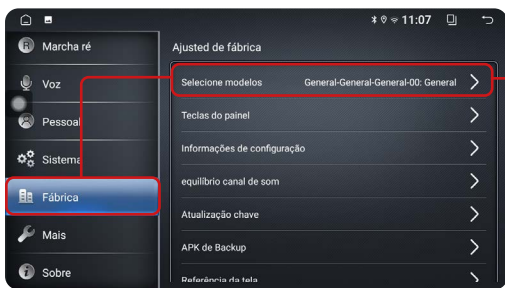 11:07
Marcha ré
Voz
Pessoal
Sistema
Fábrica
Mais
Sobre
Ajusted de fábrica
Selecione modelos General-General-General-00: General
Teclas do painel
Informações de configuração
equilíbrio canal de som
Atualização chave
APK de Backup
Referência da tela